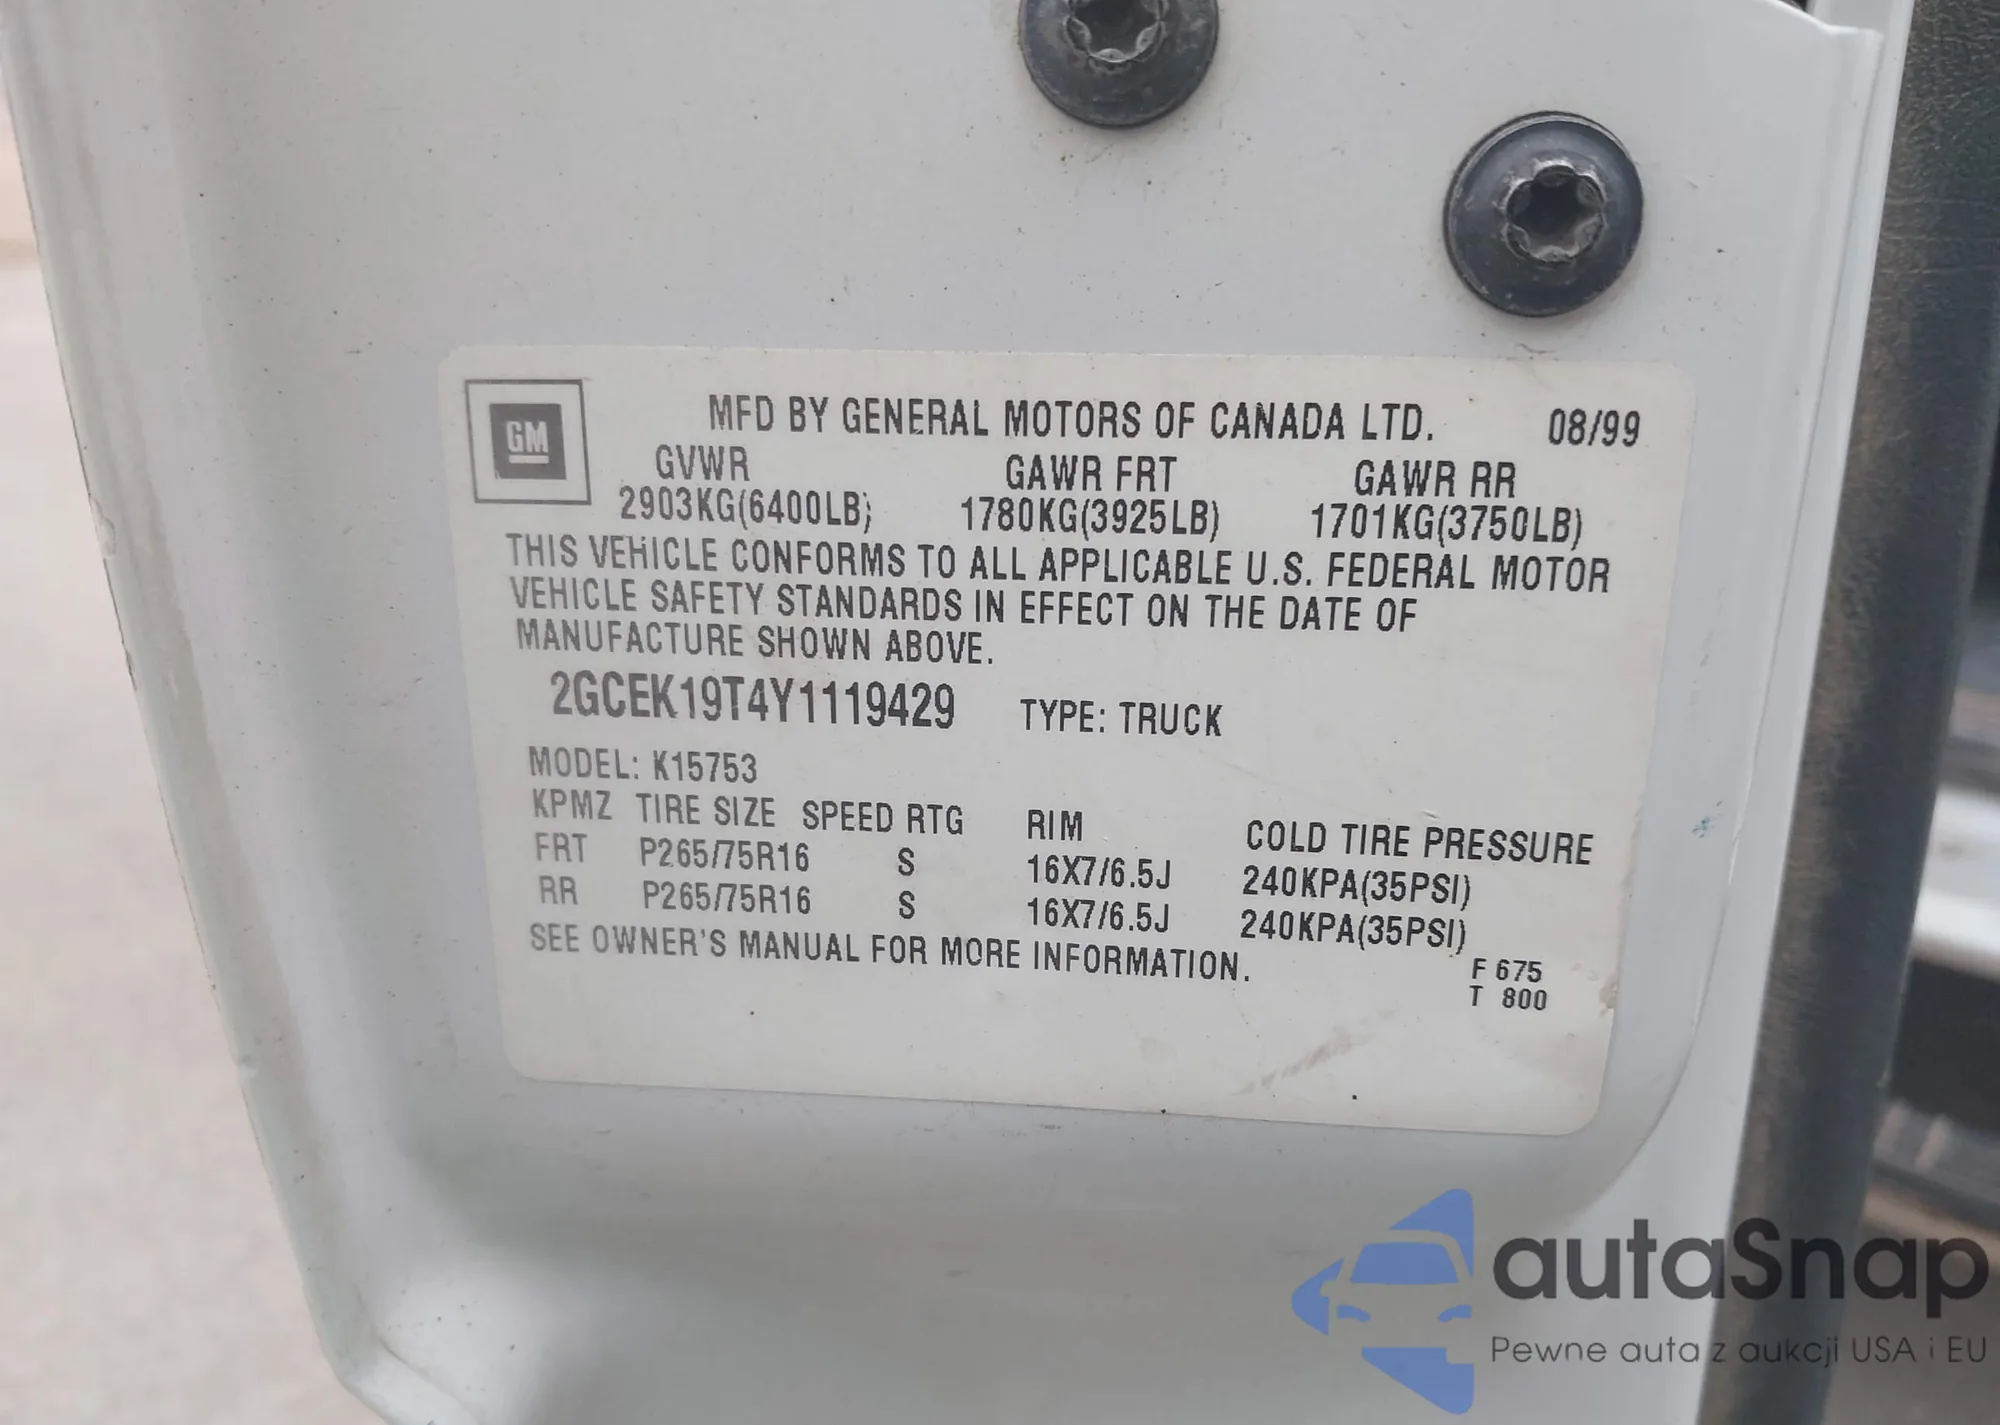 GM
MFD BY GENERAL MOTORS OF CANADA LTD. 08/99
GVWR GAWR FRT GAWR RR
2903KG(6400LB) 1780KG(3925LB) 1701KG(3750LB)
THIS VEHICLE CONFORMS TO ALL APPLICABLE U.S. FEDERAL MOTOR
VEHICLE SAFETY STANDARDS IN EFFECT ON THE DATE OF
MANUFACTURE SHOWN ABOVE.
2GCEK19T4Y1119429 TYPE: TRUCK
MODEL: K15753
KPMZ TIRE SIZE SPEED RTG RIM COLD TIRE PRESSURE
FRT P265/75R16 S 16X7/6.5J 240KPA(35PSI)
RR P265/75R16 S 16X7/6.5J 240KPA(35PSI)
SEE OWNER'S MANUAL FOR MORE INFORMATION.
F 675
T 800
autaSnap
Pewne auta z aukcji USA i EU